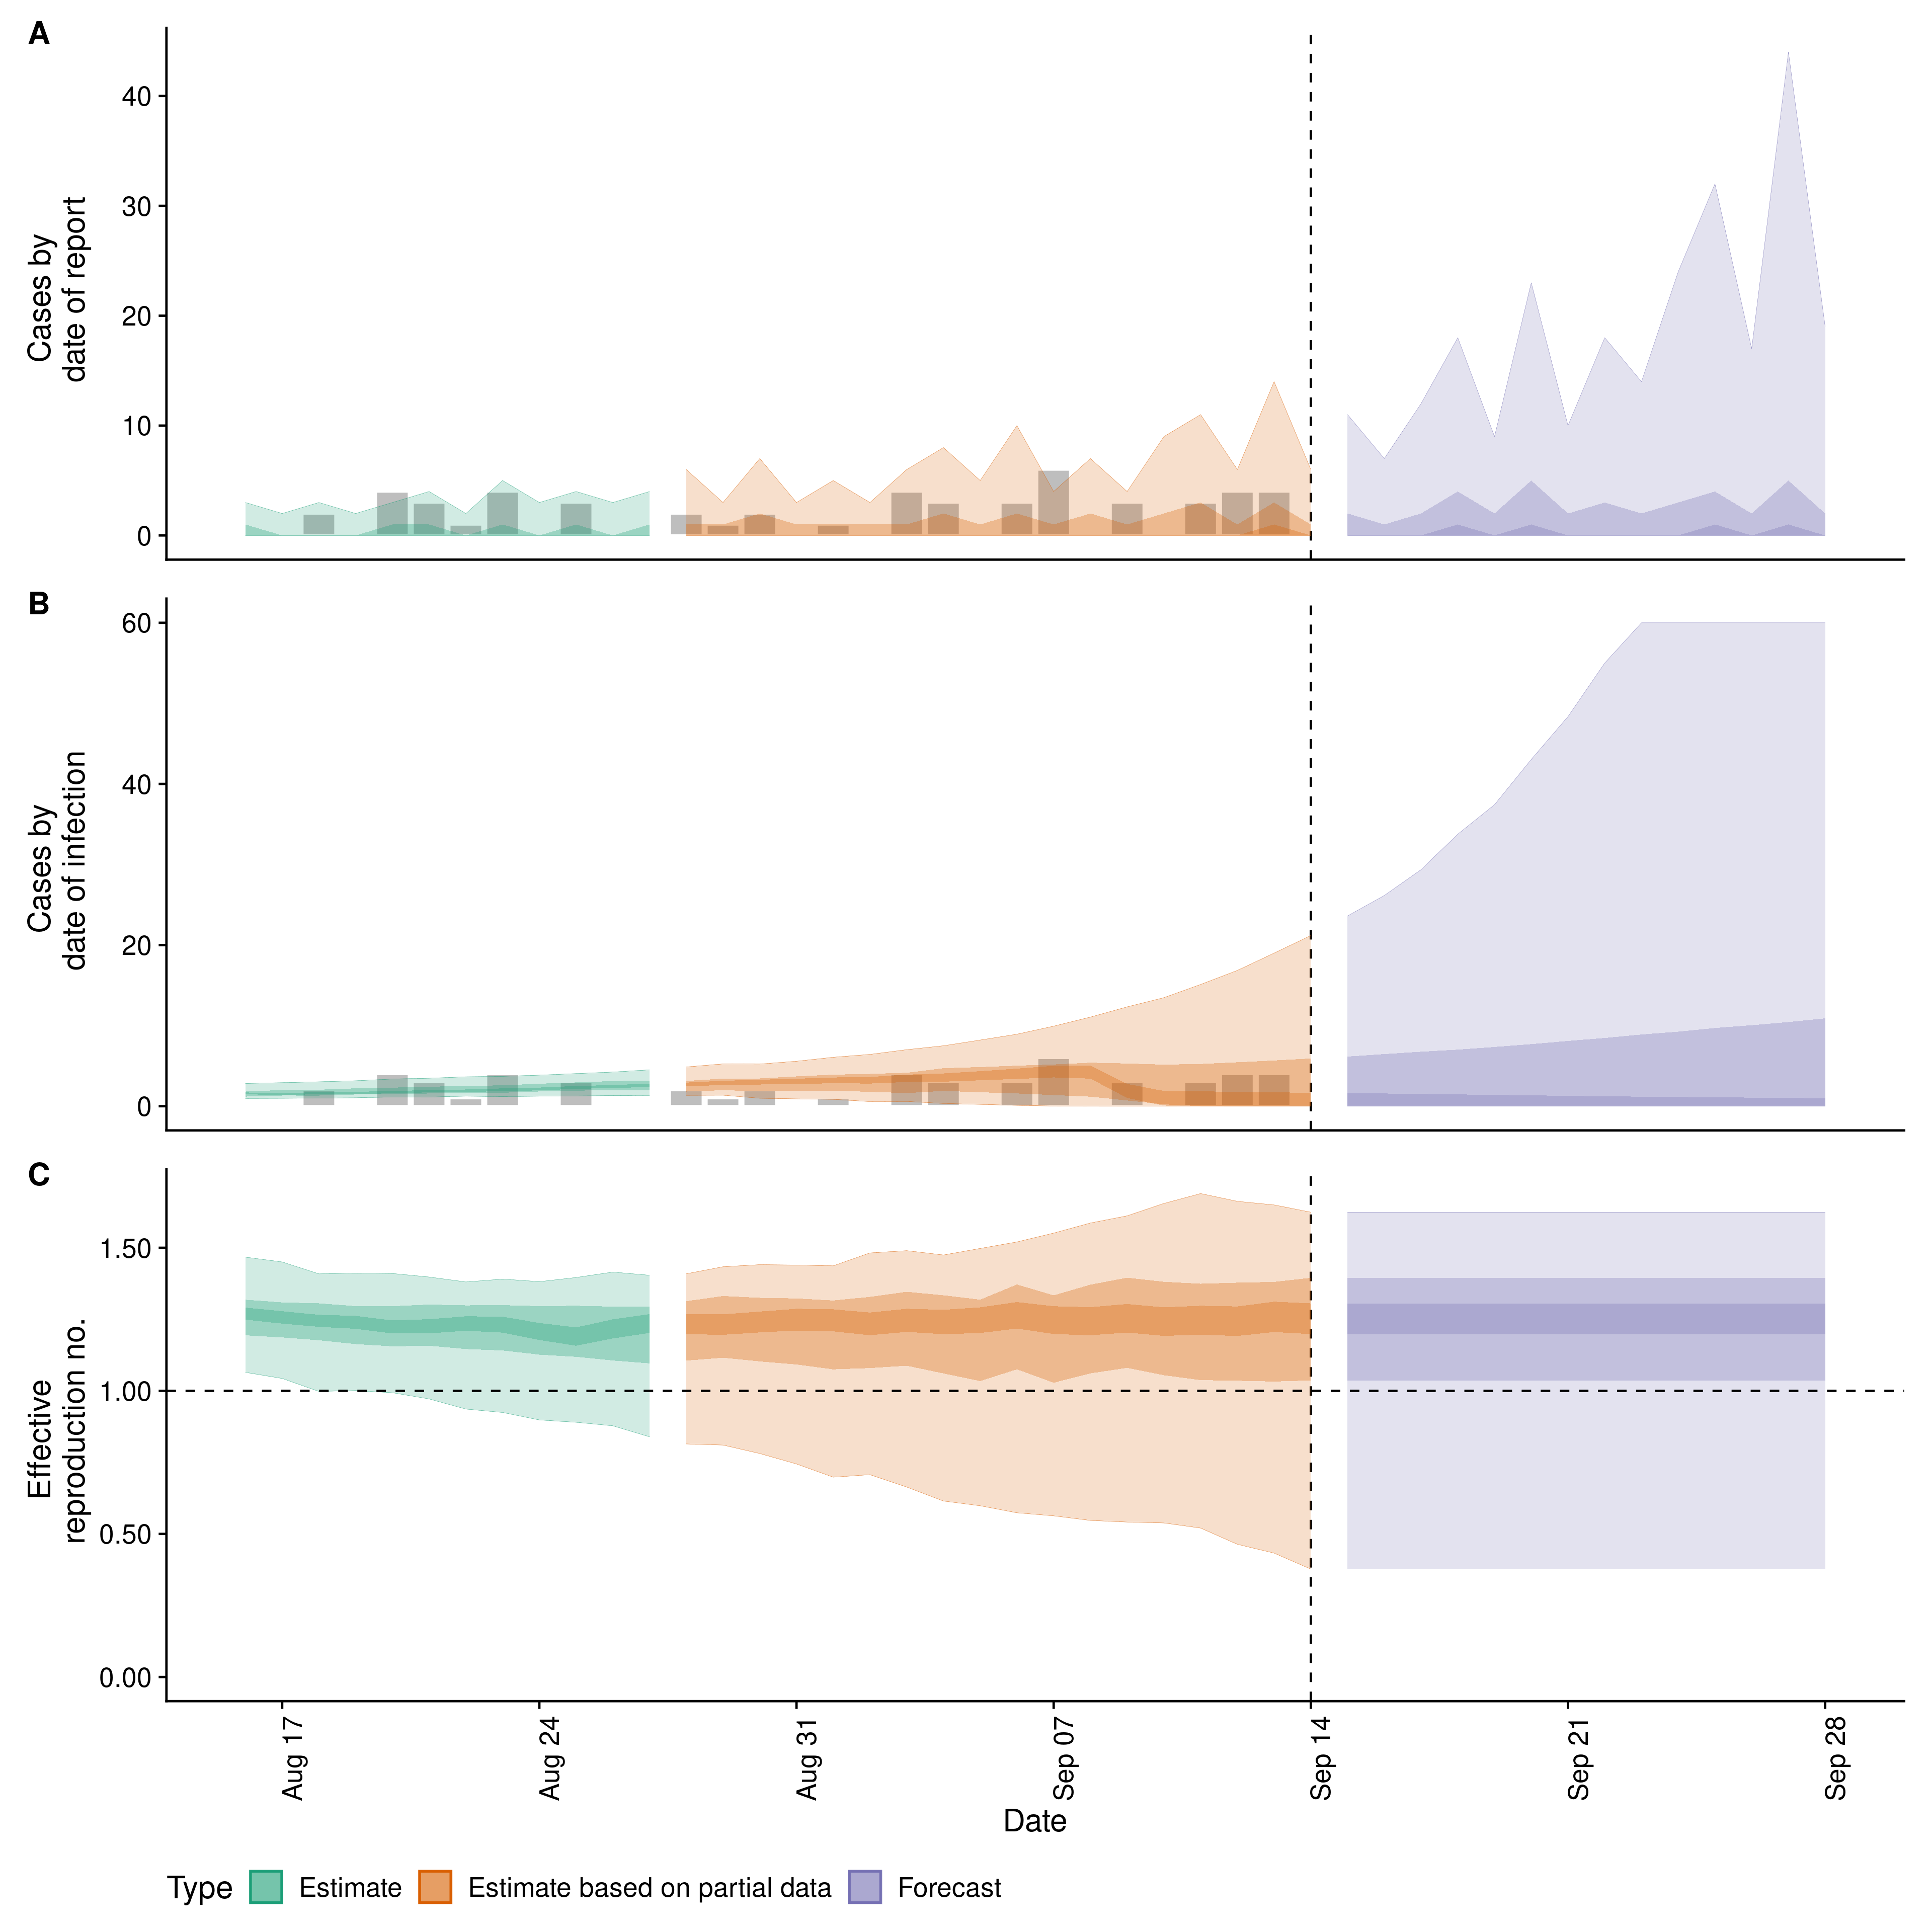 A
Cases by
date of report
40
30
20
10
0
B
Cases by
date of infection
60
40
20
0
C
Effective
reproduction no.
1.50
1.00
0.50
0.00
Aug 17
Aug 24
Aug 31
Sep 07
Sep 14
Sep 21
Sep 28
Date
Type Estimate Estimate based on partial data Forecast